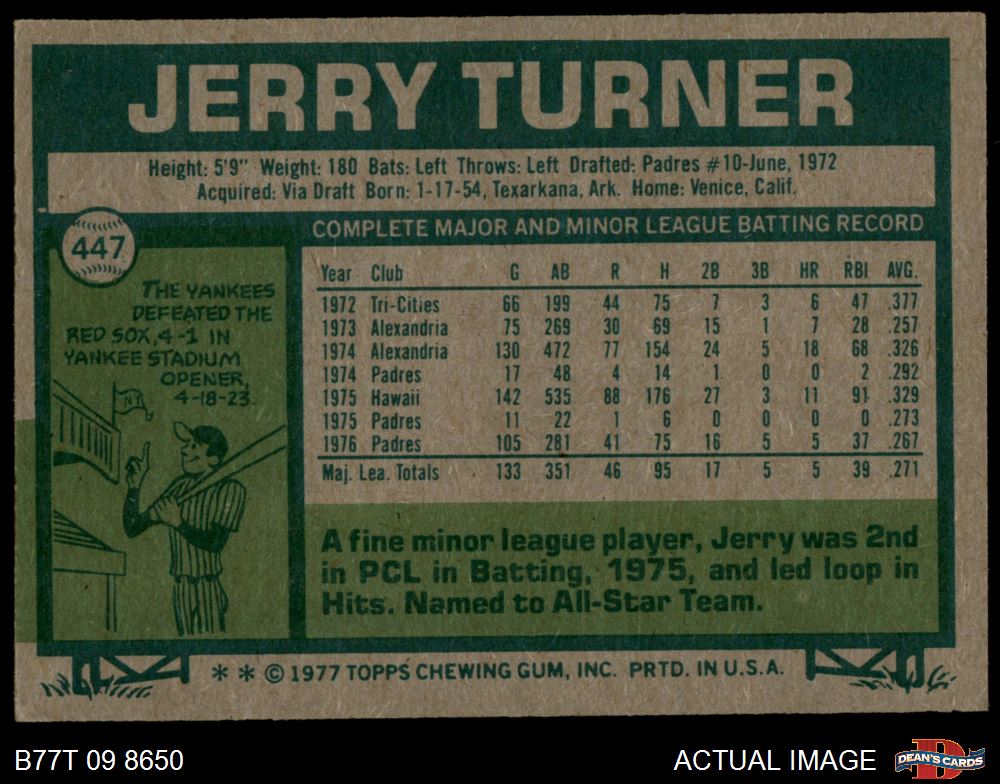 JERRY TURNER
Height: 5'9" Weight: 180 Bats: Left Throws: Left Drafted: Padres #10-June, 1972
Acquired: Via Draft Born: 1-17-54, Texarkana, Ark. Home: Venice, Calif.
447
THE YANKEES
DEFEATED THE
RED SOX, 4-1 IN
YANKEE STADIUM
OPENER,
4-18-23.
NY
COMPLETE MAJOR AND MINOR LEAGUE BATTING RECORD
Year Club G AB R H 2B 3B HR RBI AVG.
1972 Tri-Cities 66 199 44 75 7 3 6 47 .377
1973 Alexandria 75 269 30 69 15 1 7 28 .257
1974 Alexandria 130 472 77 154 24 5 18 68 .326
1974 Padres 17 48 4 14 1 0 0 2 .292
1975 Hawaii 142 535 88 176 27 3 11 91 .329
1975 Padres 11 22 1 6 0 0 0 0 .273
1976 Padres 105 281 41 75 16 5 5 37 .267
Maj. Lea. Totals 133 351 46 95 17 5 5 39 .271
A fine minor league player, Jerry was 2nd
in PCL in Batting, 1975, and led loop in
Hits. Named to All-Star Team.
* * © 1977 TOPPS CHEWING GUM, INC. PRTD. IN U.S.A.
B77T 09 8650
ACTUAL IMAGE
D
DEAN'S CARDS